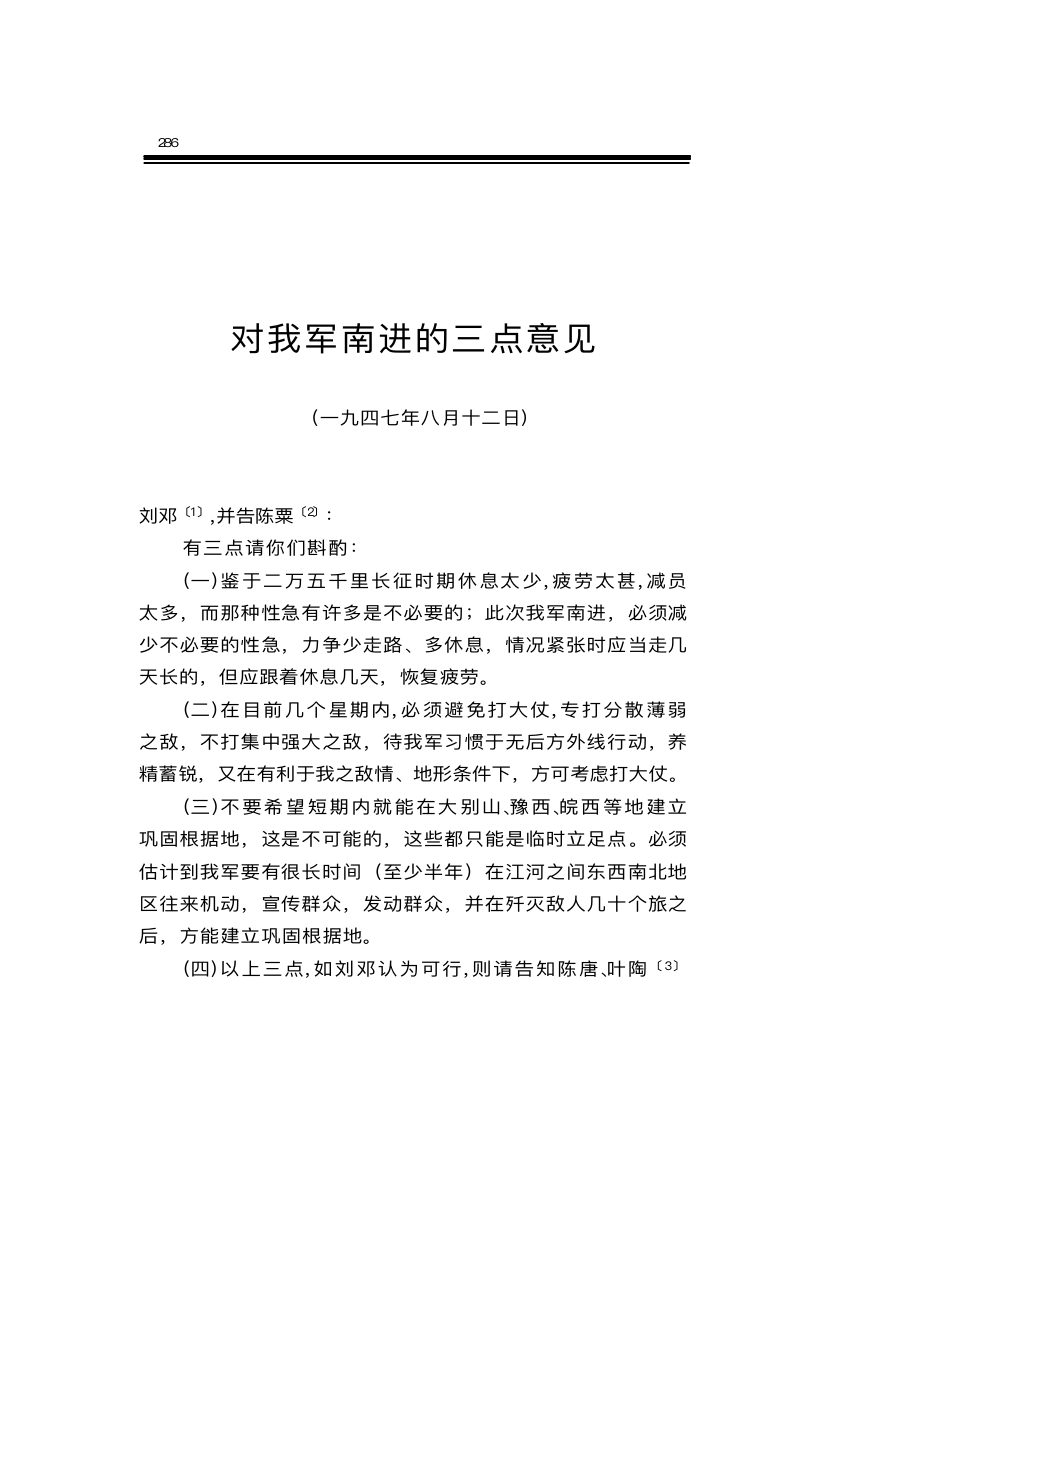 286
对我军南进的三点意见
(一九四七年八月十二日)
刘邓〔1〕,并告陈粟〔2〕:
有三点请你们斟酌:
(一)鉴于二万五千里长征时期休息太少,疲劳太甚,减员
太多，而那种性急有许多是不必要的；此次我军南进，必须减
少不必要的性急，力争少走路、多休息，情况紧张时应当走几
天长的，但应跟着休息几天，恢复疲劳。
(二)在目前几个星期内,必须避免打大仗,专打分散薄弱
之敌，不打集中强大之敌，待我军习惯于无后方外线行动，养
精蓄锐，又在有利于我之敌情、地形条件下，方可考虑打大仗。
(三)不要希望短期内就能在大别山、豫西、皖西等地建立
巩固根据地，这是不可能的，这些都只能是临时立足点。必须
估计到我军要有很长时间（至少半年）在江河之间东西南北地
区往来机动，宣传群众，发动群众，并在歼灭敌人几十个旅之
后，方能建立巩固根据地。
(四)以上三点,如刘邓认为可行,则请告知陈唐、叶陶〔3〕